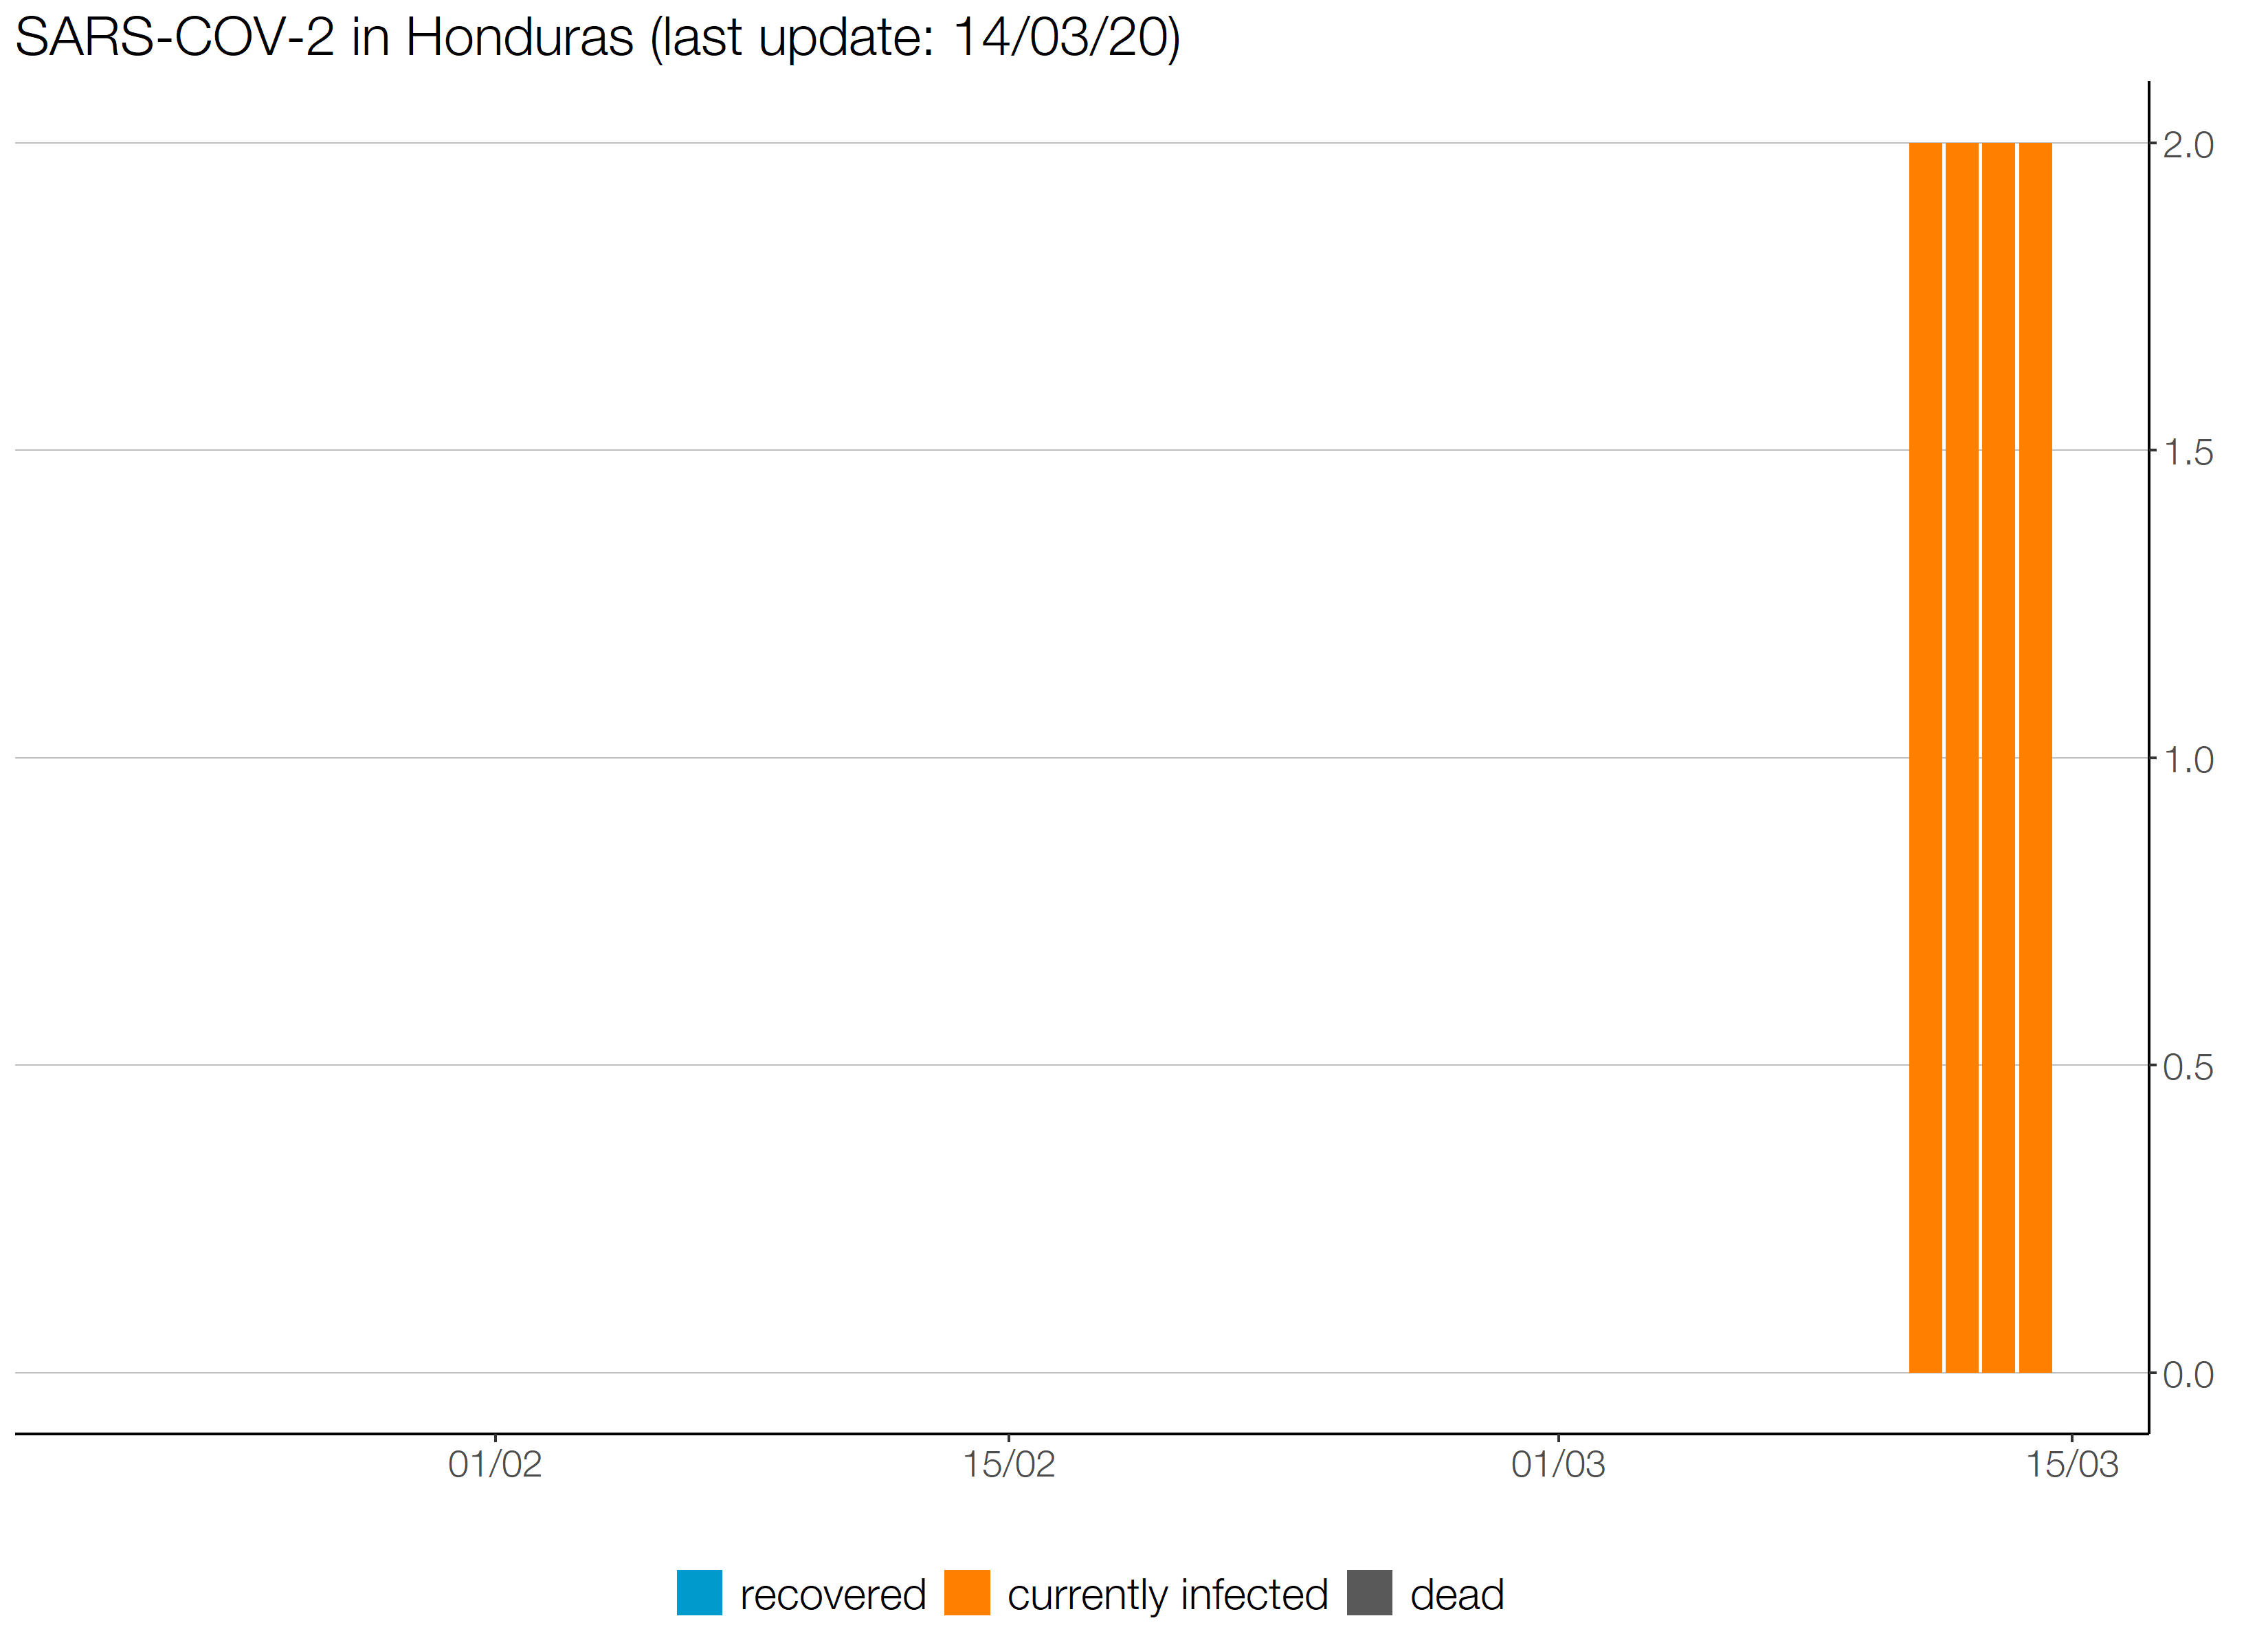 SARS-COV-2 in Honduras (last update: 14/03/20)
2.0
1.5
1.0
0.5
0.0
01/02 15/02 01/03 15/03
recovered currently infected dead